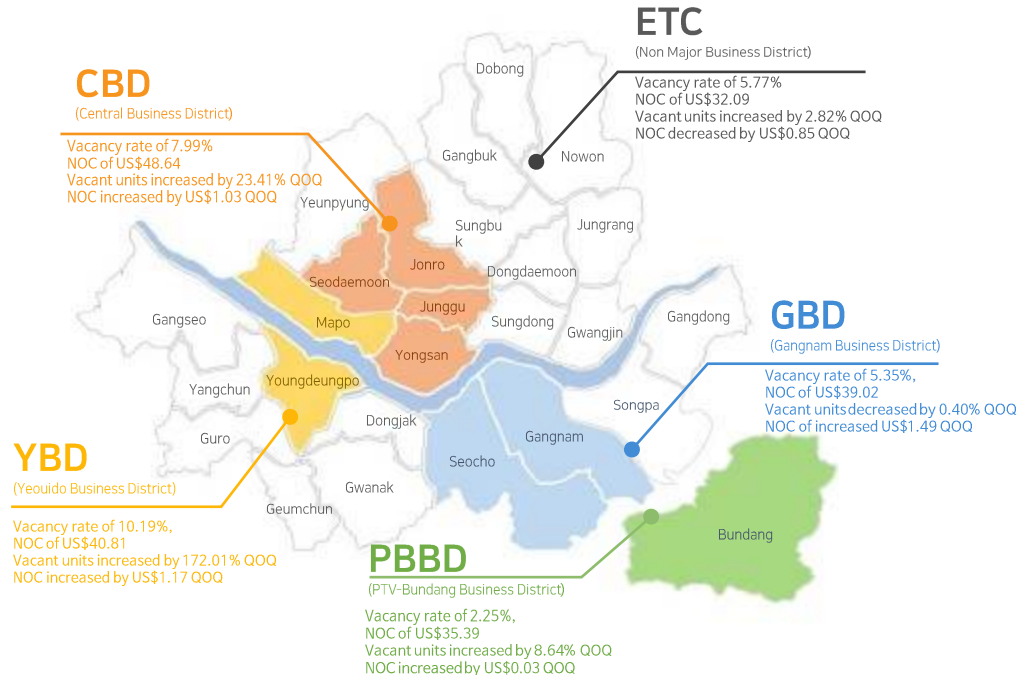 ETC
(Non Major Business District)
Vacancy rate of 5.77%
NOC of US$32.09
Vacant units increased by 2.82% QOQ
NOC decreased by US$0.85 QOQ
CBD
(Central Business District)
Vacancy rate of 7.99%
NOC of US$48.64
Vacant units increased by 23.41% QOQ
NOC increased by US$1.03 QOQ
Dobong
Gangbuk
Nowon
Yeunpyung
Sungbu
k
Jungrang
Jonro
Dongdaemoon
Seodaemoon
Junggu
Gangseo
Mapo
Sungdong
Gwangjin
Gangdong
Yongsan
GBD
(Gangnam Business District)
Vacancy rate of 5.35%,
NOC of US$39.02
Vacant units decreased by 0.40% QOQ
NOC of increased US$1.49 QOQ
Yangchun
Youngdeungpo
Dongjak
Songpa
Guro
Gangnam
Seocho
Gwanak
Geumchun
Bundang
YBD
(Yeouido Business District)
Vacancy rate of 10.19%,
NOC of US$40.81
Vacant units increased by 172.01% QOQ
NOC increased by US$1.17 QOQ
PBBD
(PTV-Bundang Business District)
Vacancy rate of 2.25%,
NOC of US$35.39
Vacant units increased by 8.64% QOQ
NOC increased by US$0.03 QOQ